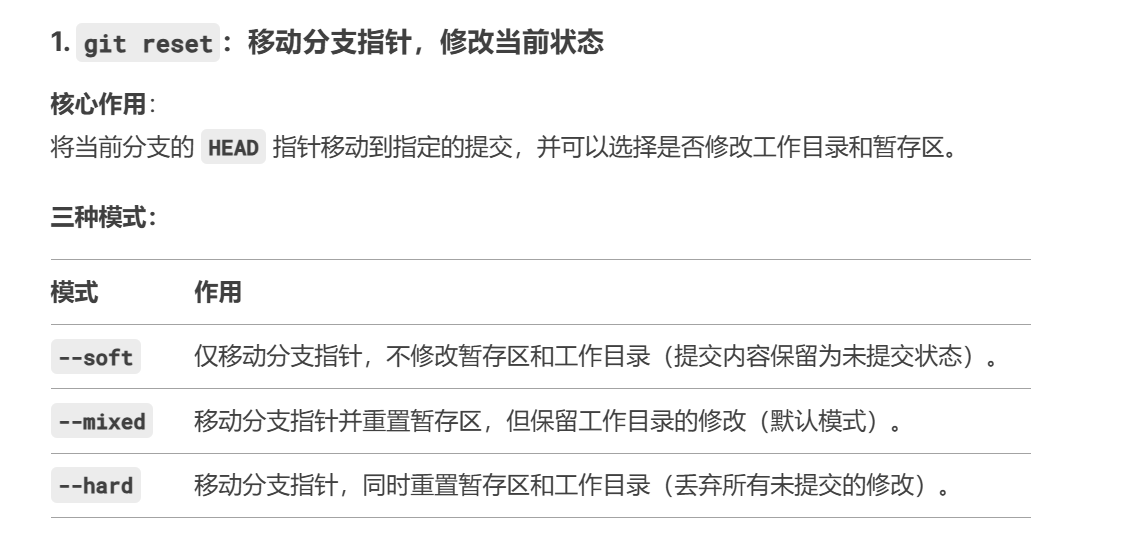 1. git reset：移动分支指针，修改当前状态
核心作用：
将当前分支的 HEAD 指针移动到指定的提交，并可以选择是否修改工作目录和暂存区。
三种模式：
模式 作用
--soft 仅移动分支指针，不修改暂存区和工作目录（提交内容保留为未提交状态）。
--mixed 移动分支指针并重置暂存区，但保留工作目录的修改（默认模式）。
--hard 移动分支指针，同时重置暂存区和工作目录（丢弃所有未提交的修改）。